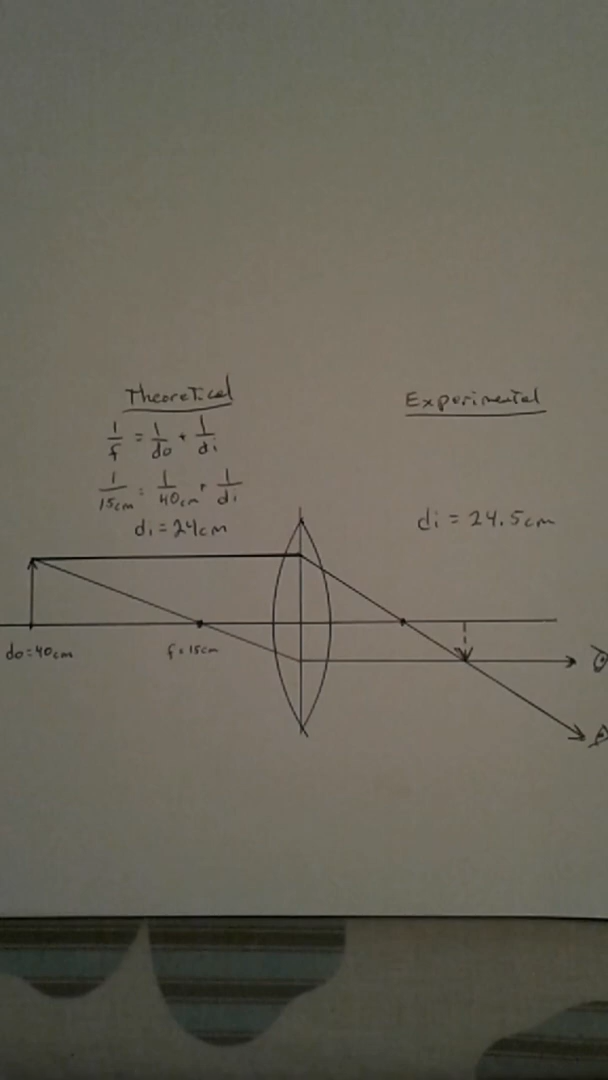 Theoretical
1/f = 1/do + 1/di
1/15cm = 1/40cm + 1/di
di = 24cm
Experimental
di = 24.5cm
do = 40cm
f = 15cm